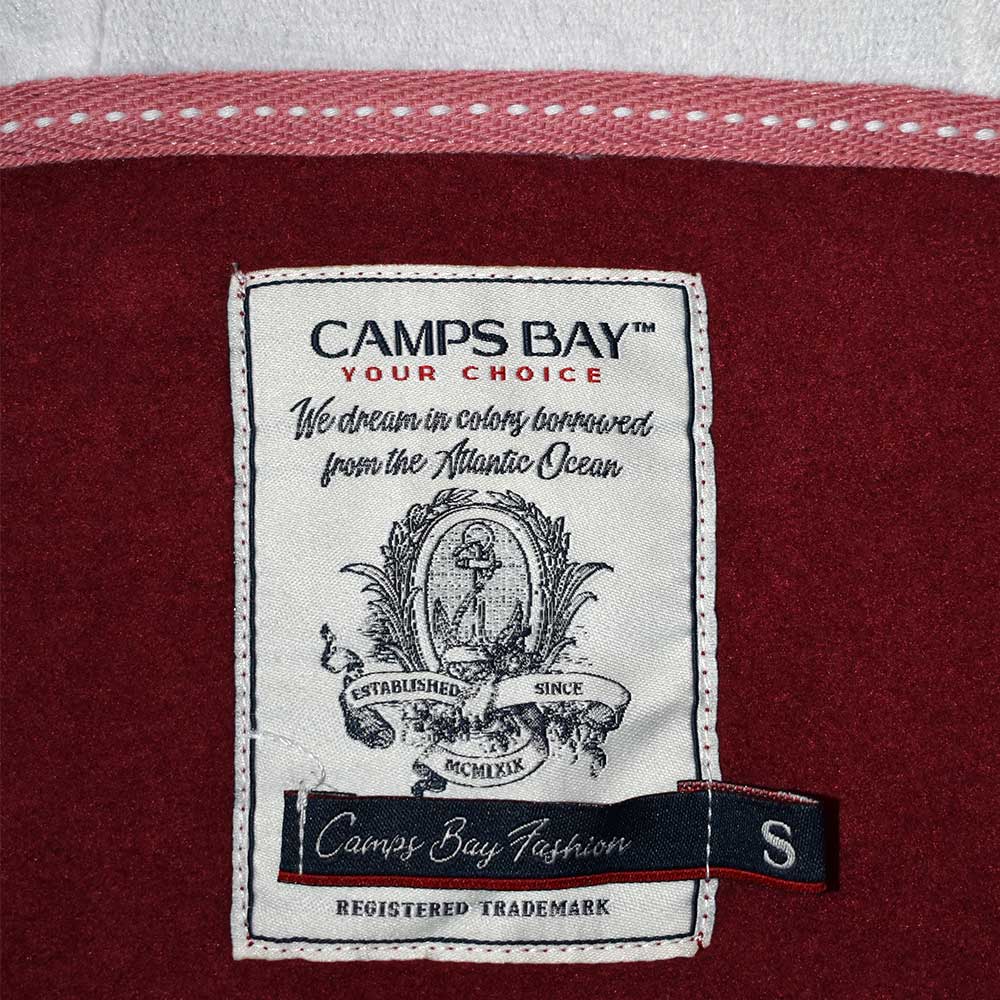 CAMPS BAY™
YOUR CHOICE
We dream in colors borrowed
from the Atlantic Ocean
ESTABLISHED SINCE
MCMIXIX
Camps Bay Fashion S
REGISTERED TRADEMARK